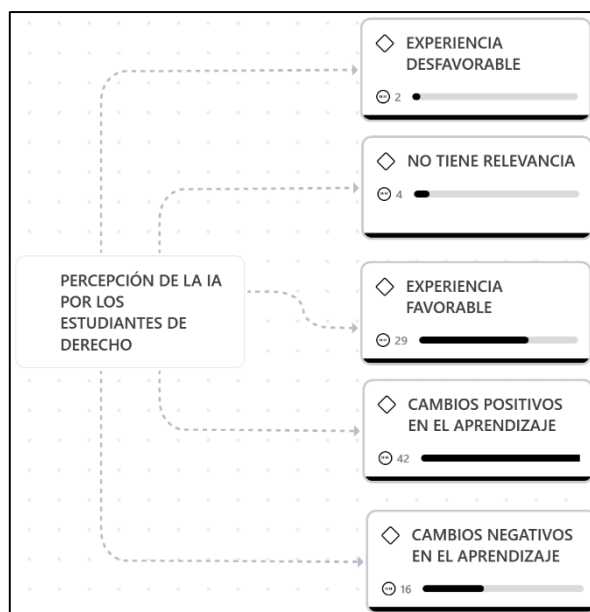 EXPERIENCIA
DESFAVORABLE
2
NO TIENE RELEVANCIA
4
PERCEPCIÓN DE LA IA
POR LOS
ESTUDIANTES DE
DERECHO
EXPERIENCIA
FAVORABLE
29
CAMBIOS POSITIVOS
EN EL APRENDIZAJE
42
CAMBIOS NEGATIVOS
EN EL APRENDIZAJE
16